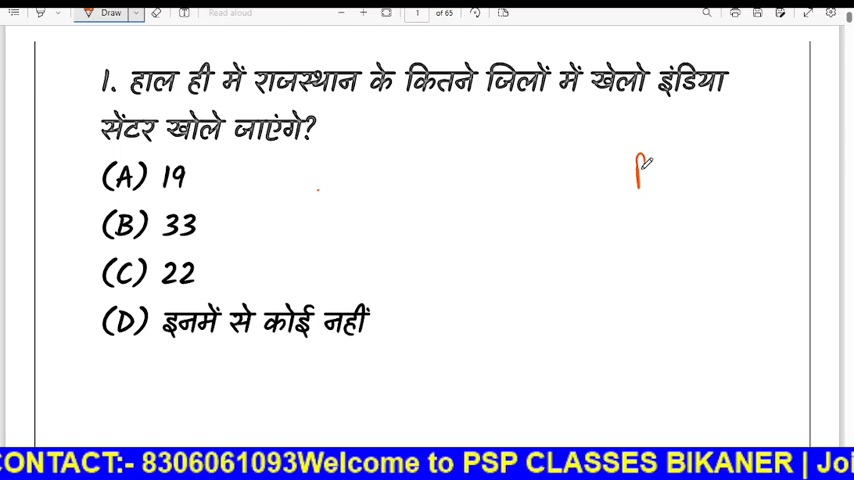 Draw
Read aloud
1 of 65
1. हाल ही में राजस्थान के कितने जिलों में खेलो इंडिया
सेंटर खोले जाएंगे?
(A) 19
(B) 33
(C) 22
(D) इनमें से कोई नहीं
CONTACT:- 8306061093Welcome to PSP CLASSES BIKANER | Joi